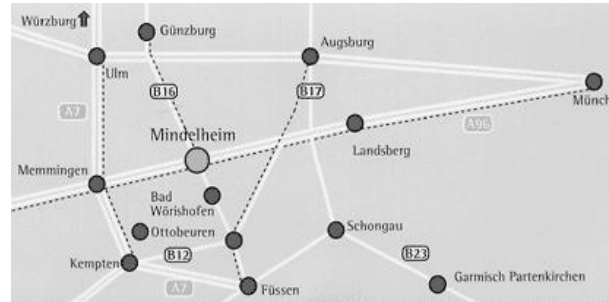 Würzburg
Günzburg
Augsburg
Ulm
B16
B17
Münch
A7
Mindelheim
A96
Landsberg
Memmingen
Bad
Wörishofen
Ottobeuren
Schongau
B12
B23
Kempten
A7
Füssen
Garmisch Partenkirchen